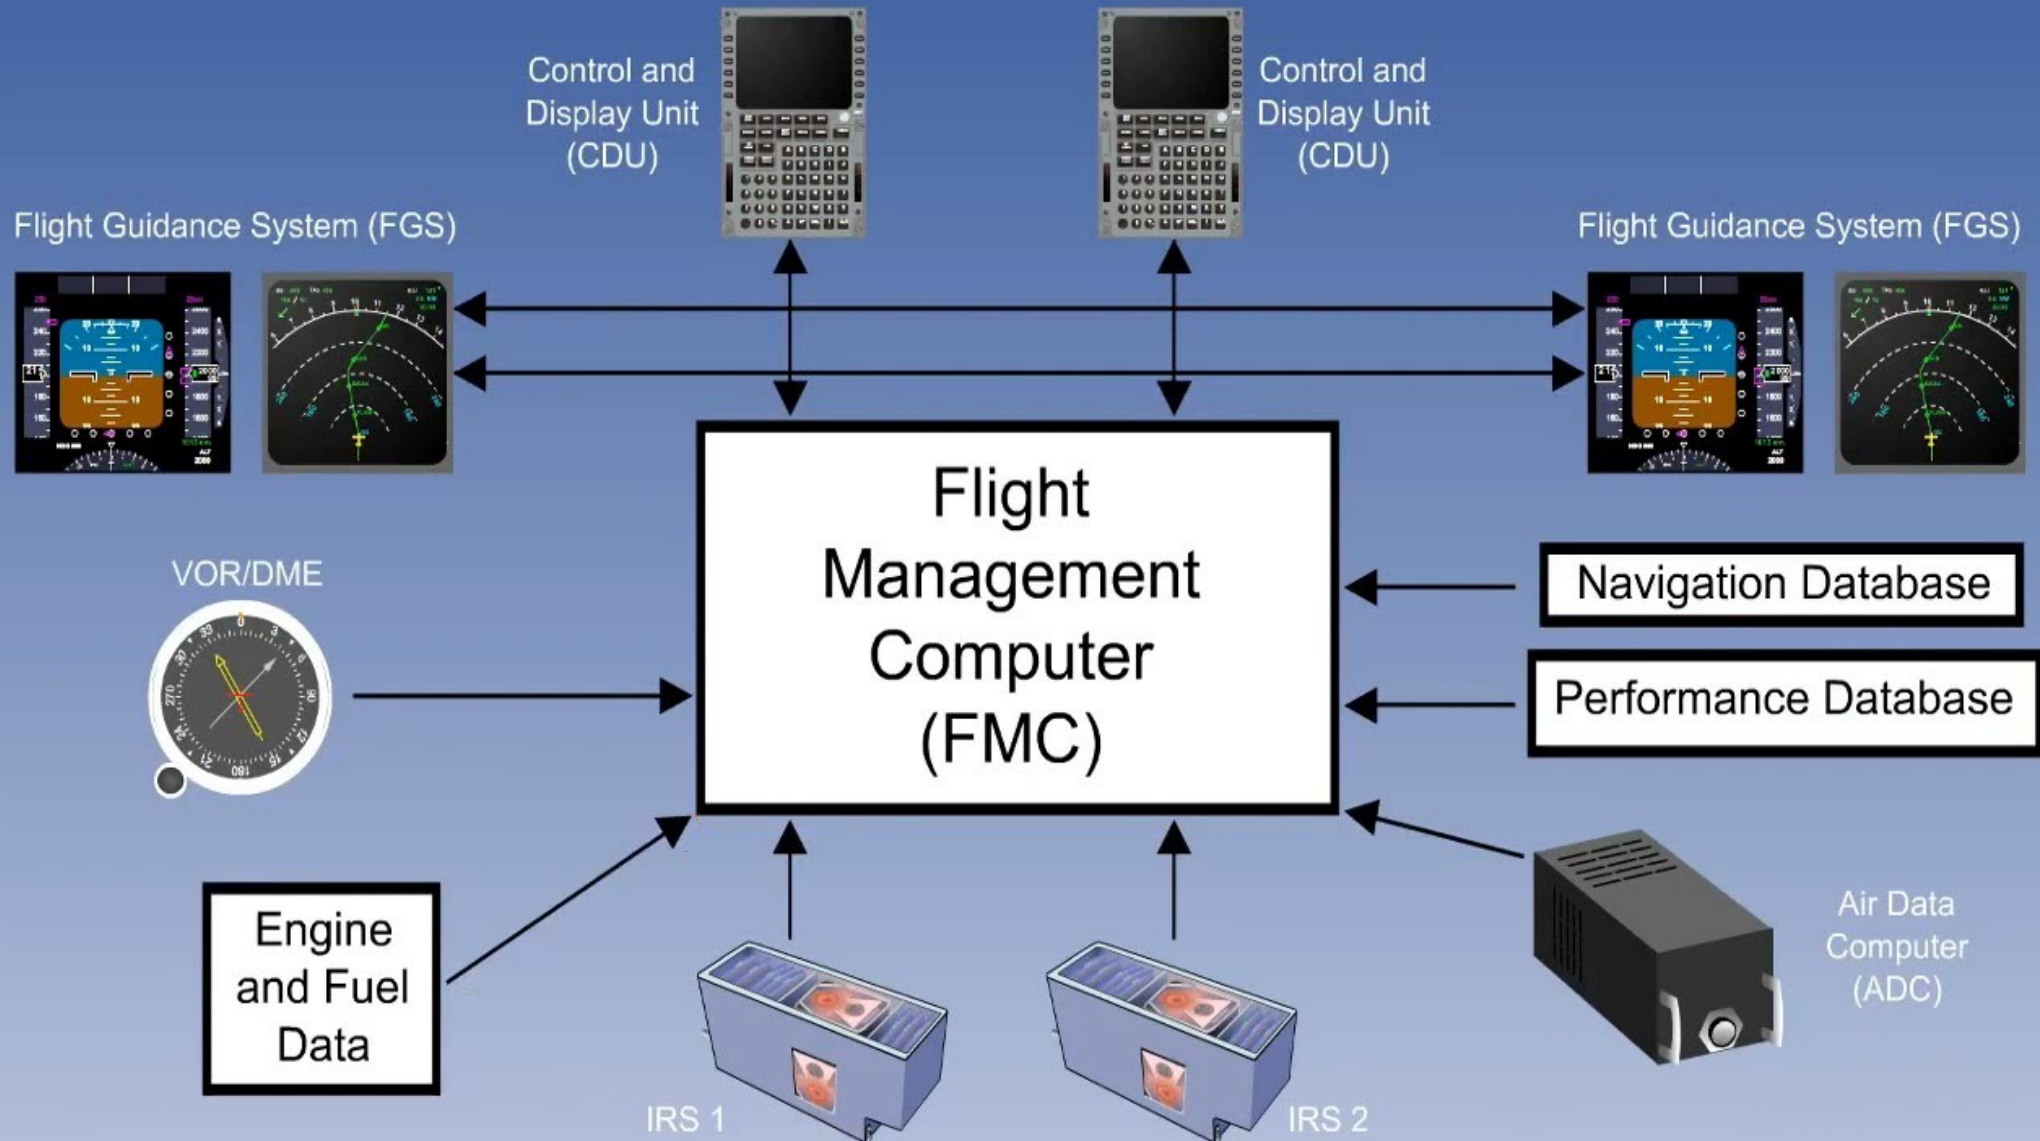 Control and
Display Unit
(CDU)
Control and
Display Unit
(CDU)
Flight Guidance System (FGS)
Flight Guidance System (FGS)
Flight
Management
Computer
(FMC)
VOR/DME
Navigation Database
Performance Database
Engine
and Fuel
Data
Air Data
Computer
(ADC)
IRS 1
IRS 2